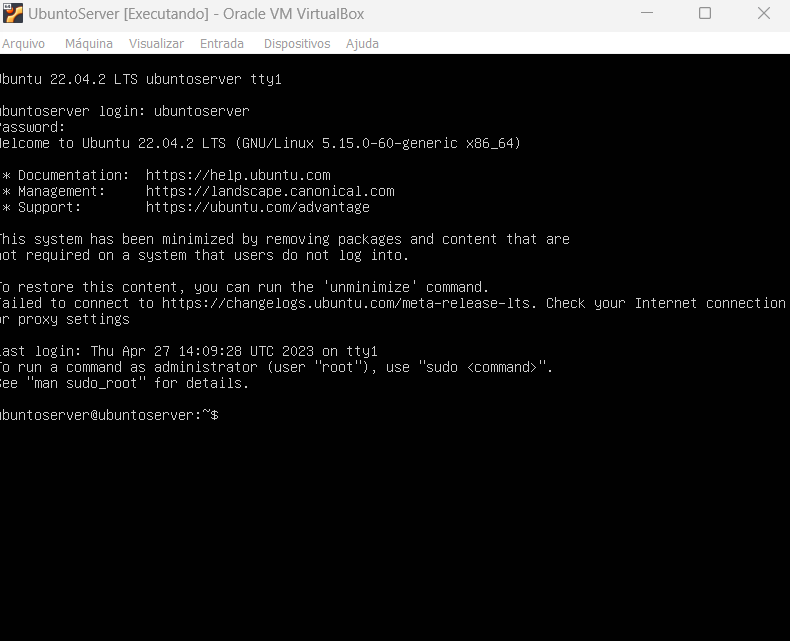 UbuntoServer [Executando] - Oracle VM VirtualBox
Arquivo Máquina Visualizar Entrada Dispositivos Ajuda
Ubuntu 22.04.2 LTS ubuntoserver tty1
ubuntoserver login: ubuntoserver
Password:
Welcome to Ubuntu 22.04.2 LTS (GNU/Linux 5.15.0-60-generic x86_64)
* Documentation: https://help.ubuntu.com
* Management: https://landscape.canonical.com
* Support: https://ubuntu.com/advantage
This system has been minimized by removing packages and content that are
not required on a system that users do not log into.
To restore this content, you can run the 'unminimize' command.
Failed to connect to https://changelogs.ubuntu.com/meta-release-lts. Check your Internet connection
or proxy settings
Last login: Thu Apr 27 14:09:28 UTC 2023 on tty1
To run a command as administrator (user "root"), use "sudo <command>".
See "man sudo_root" for details.
ubuntoserver@ubuntoserver:~$